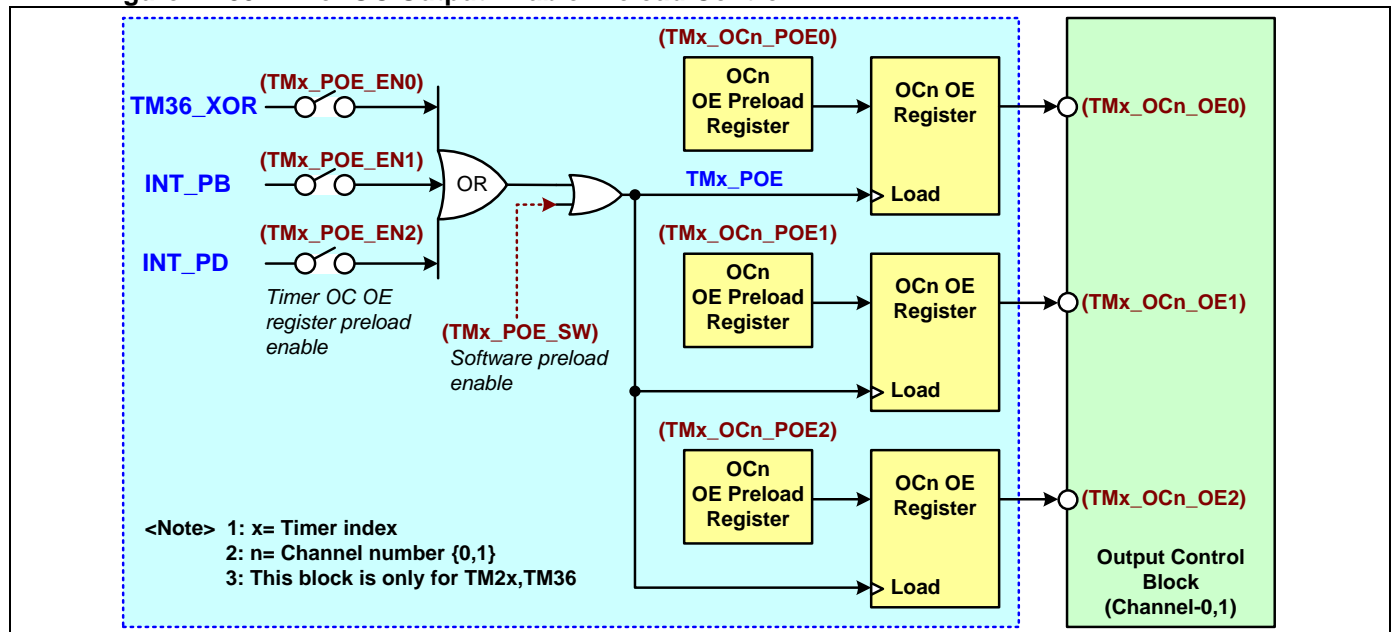 (TMx_OCn_POE0)
(TMx_POE_EN0)
TM36_XOR
OCn
OE Preload
Register
OCn OE
Register
(TMx_OCn_OE0)
(TMx_POE_EN1)
INT_PB
OR
TMx_POE
Load
(TMx_POE_EN2)
INT_PD
(TMx_OCn_POE1)
OCn
OE Preload
Register
OCn OE
Register
(TMx_OCn_OE1)
Timer OC OE
register preload
enable
(TMx_POE_SW)
Software preload
enable
Load
(TMx_OCn_POE2)
OCn
OE Preload
Register
OCn OE
Register
(TMx_OCn_OE2)
<Note> 1: x= Timer index
2: n= Channel number {0,1}
3: This block is only for TM2x,TM36
Load
Output Control
Block
(Channel-0,1)